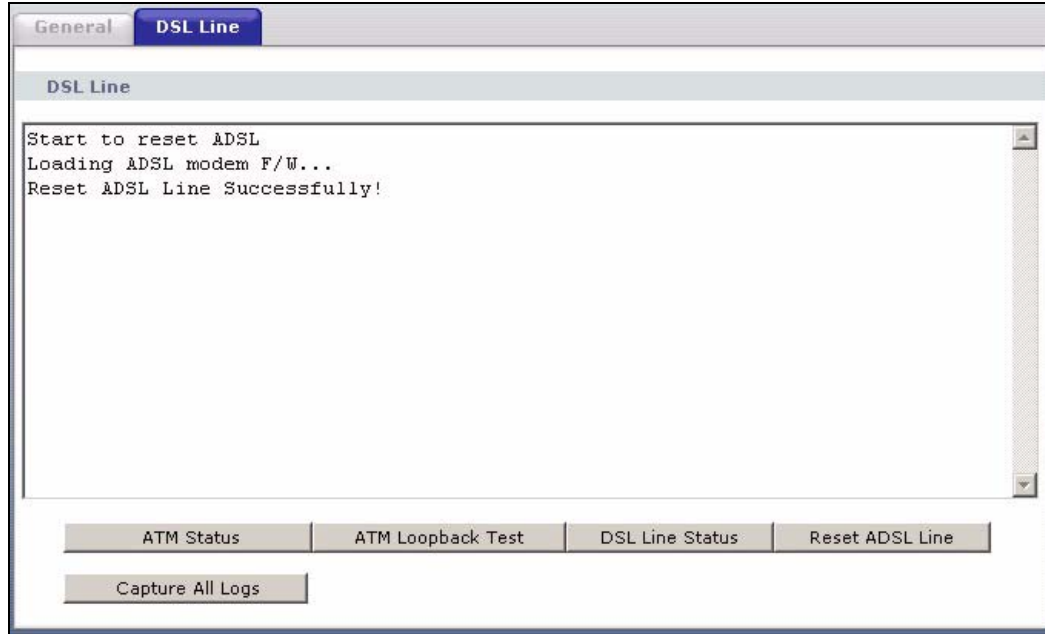 General DSL Line
DSL Line
Start to reset ADSL
Loading ADSL modem F/W...
Reset ADSL Line Successfully!
ATM Status ATM Loopback Test DSL Line Status Reset ADSL Line
Capture All Logs